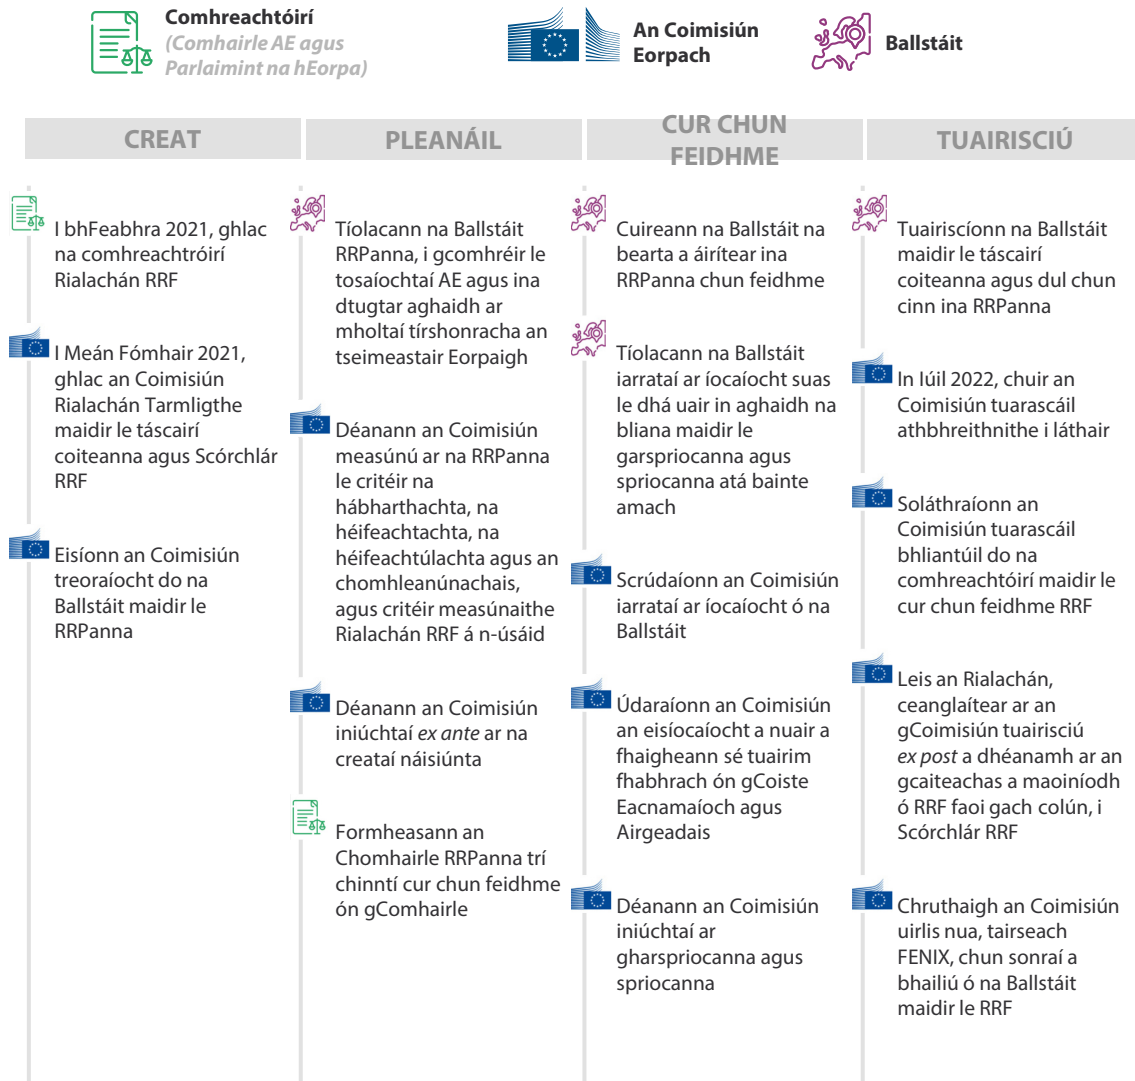 Comhreachtóirí
(Comhairle AE agus
Parlaimint na hEorpa)
An Coimisiún
Eorpach
Ballstáit
CREAT
PLEANÁIL
CUR CHUN
FEIDHME
TUAIRISCIÚ
I bhFeabhra 2021, ghlac
na comhreachtróirí
Rialachán RRF
I Meán Fómhair 2021,
ghlac an Coimisiún
Rialachán Tarmligthe
maidir le táscairí
coiteanna agus Scórchlár
RRF
Eisíonn an Coimisiún
treoraíocht do na
Ballstáit maidir le
RRPanna
Tíolacann na Ballstáit
RRPanna, i gcomhréir le
tosaíochtaí AE agus ina
dtugtar aghaidh ar
mholtaí tírshonracha an
tseimeastair Eorpaigh
Déanann an Coimisiún
measúnú ar na RRPanna
le critéir na
hábharthachta, na
héifeachtachta, na
héifeachtúlachta agus an
chomhleanúnachais,
agus critéir measúnaithe
Rialachán RRF á n-úsáid
Déanann an Coimisiún
iniúchtaí ex ante ar na
creataí náisiúnta
Formheasann an
Chomhairle RRPanna trí
chinntí cur chun feidhme
ón gComhairle
Cuireann na Ballstáit na
bearta a áirítear ina
RRPanna chun feidhme
Tíolacann na Ballstáit
iarrataí ar íocaíocht suas
le dhá uair in aghaidh na
bliana maidir le
garspriocanna agus
spriocanna atá bainte
amach
Scrúdaíonn an Coimisiún
iarrataí ar íocaíocht ó na
Ballstáit
Údaraíonn an Coimisiún
an eisíocaíocht a nuair a
fhaigheann sé tuairim
fhabhrach ón gCoiste
Eacnamaíoch agus
Airgeadais
Déanann an Coimisiún
iniúchtaí ar
gharspriocanna agus
spriocanna
Tuairiscíonn na Ballstáit
maidir le táscairí
coiteanna agus dul chun
cinn ina RRPanna
In Iúil 2022, chuir an
Coimisiún tuarascáil
athbhreithnithe i láthair
Soláthraíonn an
Coimisiún tuarascáil
bhliantúil do na
comhreachtóirí maidir le
cur chun feidhme RRF
Leis an Rialachán,
ceanglaítear ar an
gCoimisiún tuairisciú
ex post a dhéanamh ar an
gcaiteachas a maoiníodh
ó RRF faoi gach colún, i
Scórchlár RRF
Chruthaigh an Coimisiún
uirlis nua, tairseach
FENIX, chun sonraí a
bhailiú ó na Ballstáit
maidir le RRF